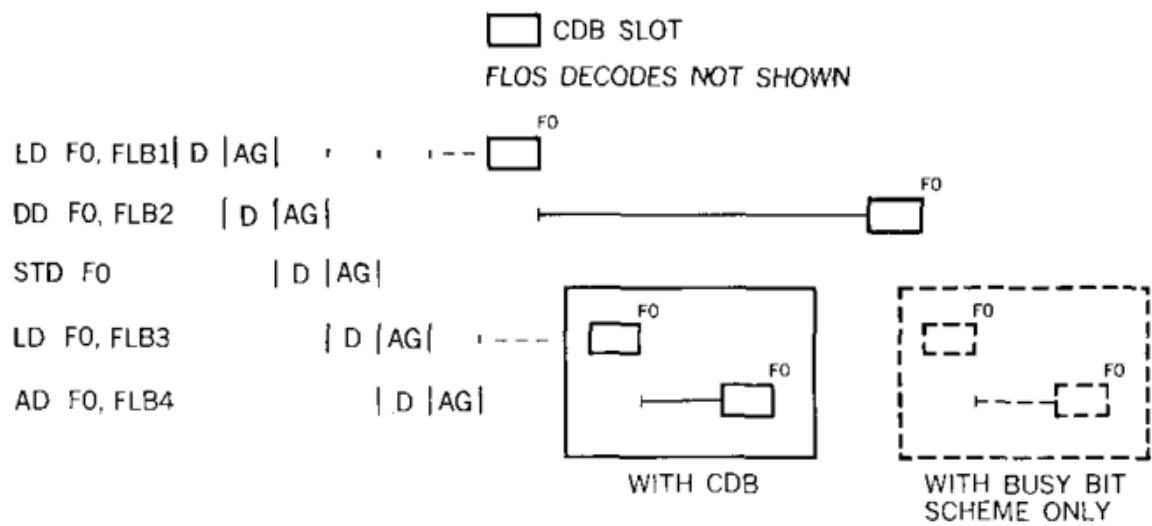 CDB SLOT
FLOS DECODES NOT SHOWN
LD F0, FLB1 D AG F0
DD F0, FLB2 D AG F0
STD F0 D AG
LD F0, FLB3 D AG F0 F0
AD F0, FLB4 D AG F0 F0
WITH CDB
WITH BUSY BIT
SCHEME ONLY